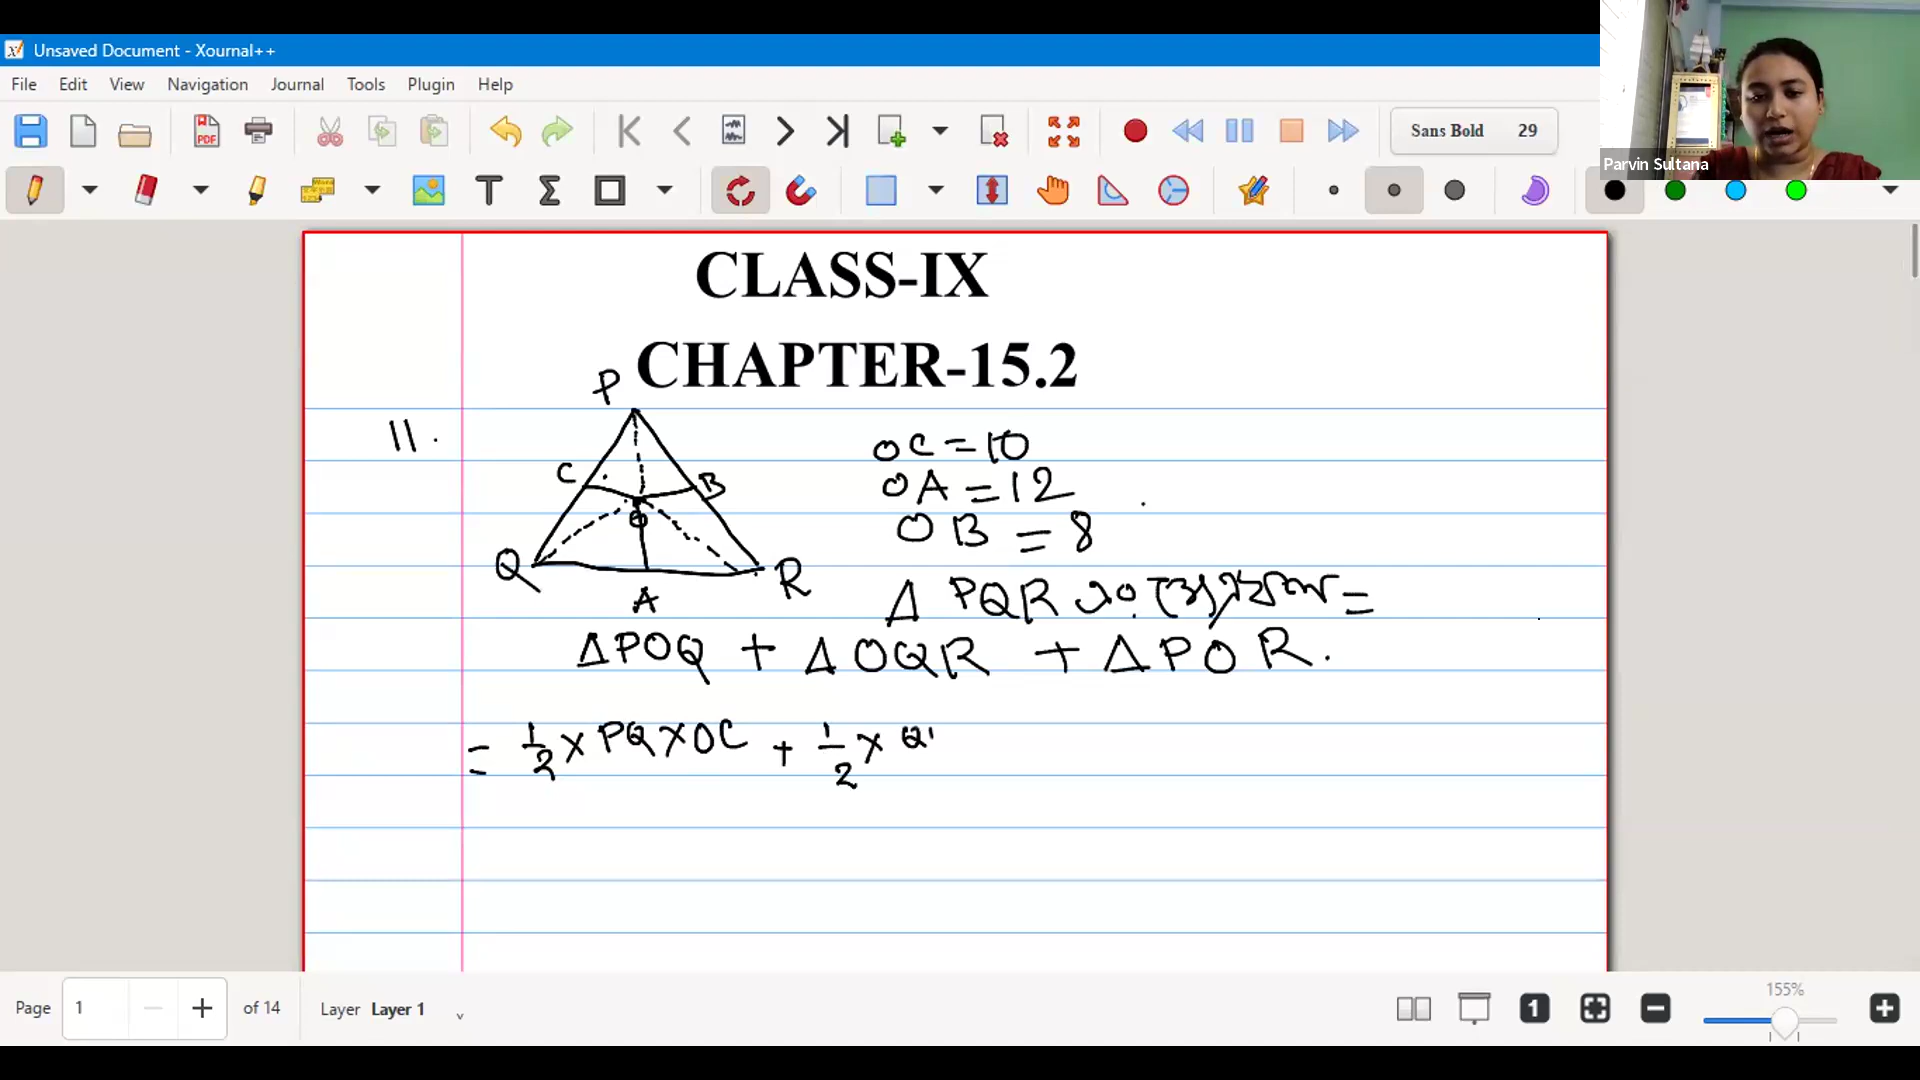 Unsaved Document - Xournal++
File Edit View Navigation Journal Tools Plugin Help
Sans Bold 29
Parvin Sultana
CLASS-IX
CHAPTER-15.2
11.
P
C
B
O
Q
A
R
OC = 10
OA = 12
OB = 8
Δ PQR এর ক্ষেত্রফল =
ΔPOQ + ΔOQR + ΔPOR.
= 1/2 × PQ × OC + 1/2 × Q
Page 1 of 14 Layer Layer 1
155%